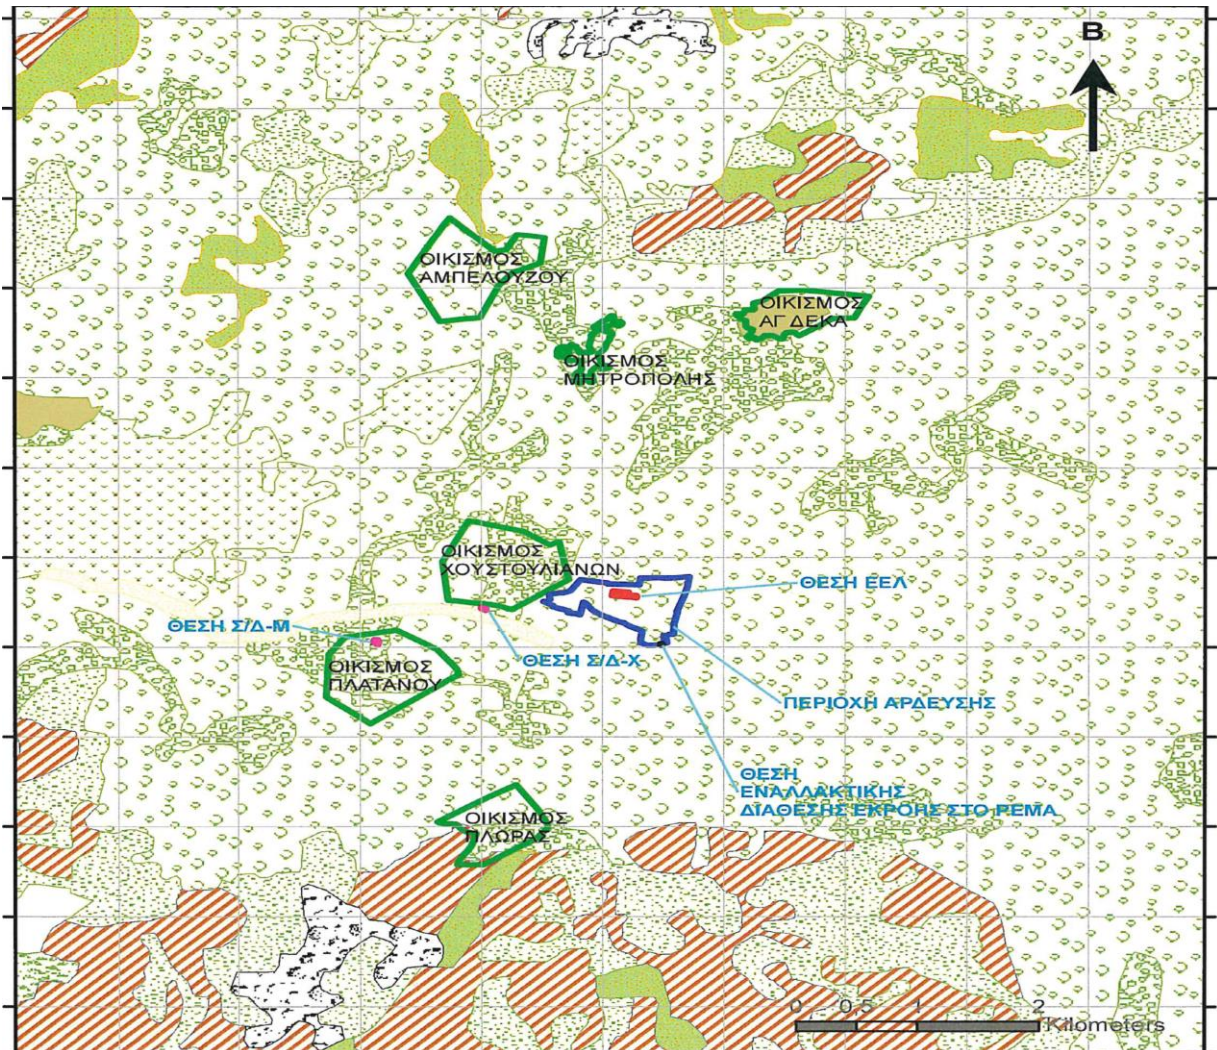 Β
ΟΙΚΙΣΜΟΣ
ΑΜΠΕΛΟΥΖΟΥ
ΟΙΚΙΣΜΟΣ
ΑΓ ΔΕΚΑ
ΟΙΚΙΣΜΟΣ
ΜΗΤΡΟΠΟΛΗΣ
ΟΙΚΙΣΜΟΣ
ΧΟΥΣΤΟΥΛΙΑΝΩΝ
ΘΕΣΗ ΕΕΛ
ΘΕΣΗ Σ/Δ-Μ
ΘΕΣΗ Σ/Δ-Χ
ΟΙΚΙΣΜΟΣ
ΠΛΑΤΑΝΟΥ
ΠΕΡΙΟΧΗ ΑΡΔΕΥΣΗΣ
ΘΕΣΗ
ΕΝΑΛΛΑΚΤΙΚΗΣ
ΔΙΑΘΕΣΗΣ ΕΚΡΟΗΣ ΣΤΟ ΡΕΜΑ
ΟΙΚΙΣΜΟΣ
ΠΛΩΡΑΣ
0 0,5 1 2
Kilometers